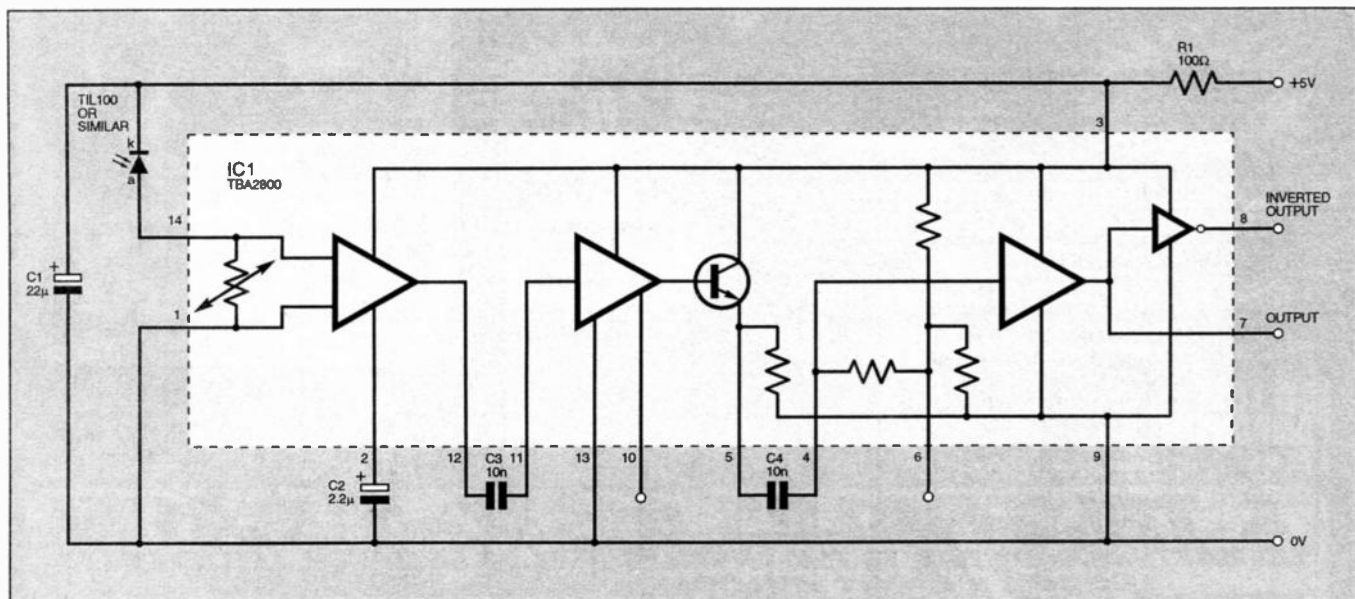 R1
100Ω
+5V
TIL100
OR
SIMILAR
k
a
3
IC1
TBA2800
14
INVERTED
OUTPUT
8
C1
22µ
+
1
OUTPUT
7
2
12
C3
10n
11
13
10
5
C4
10n
4
6
9
C2
2.2µ
+
0V